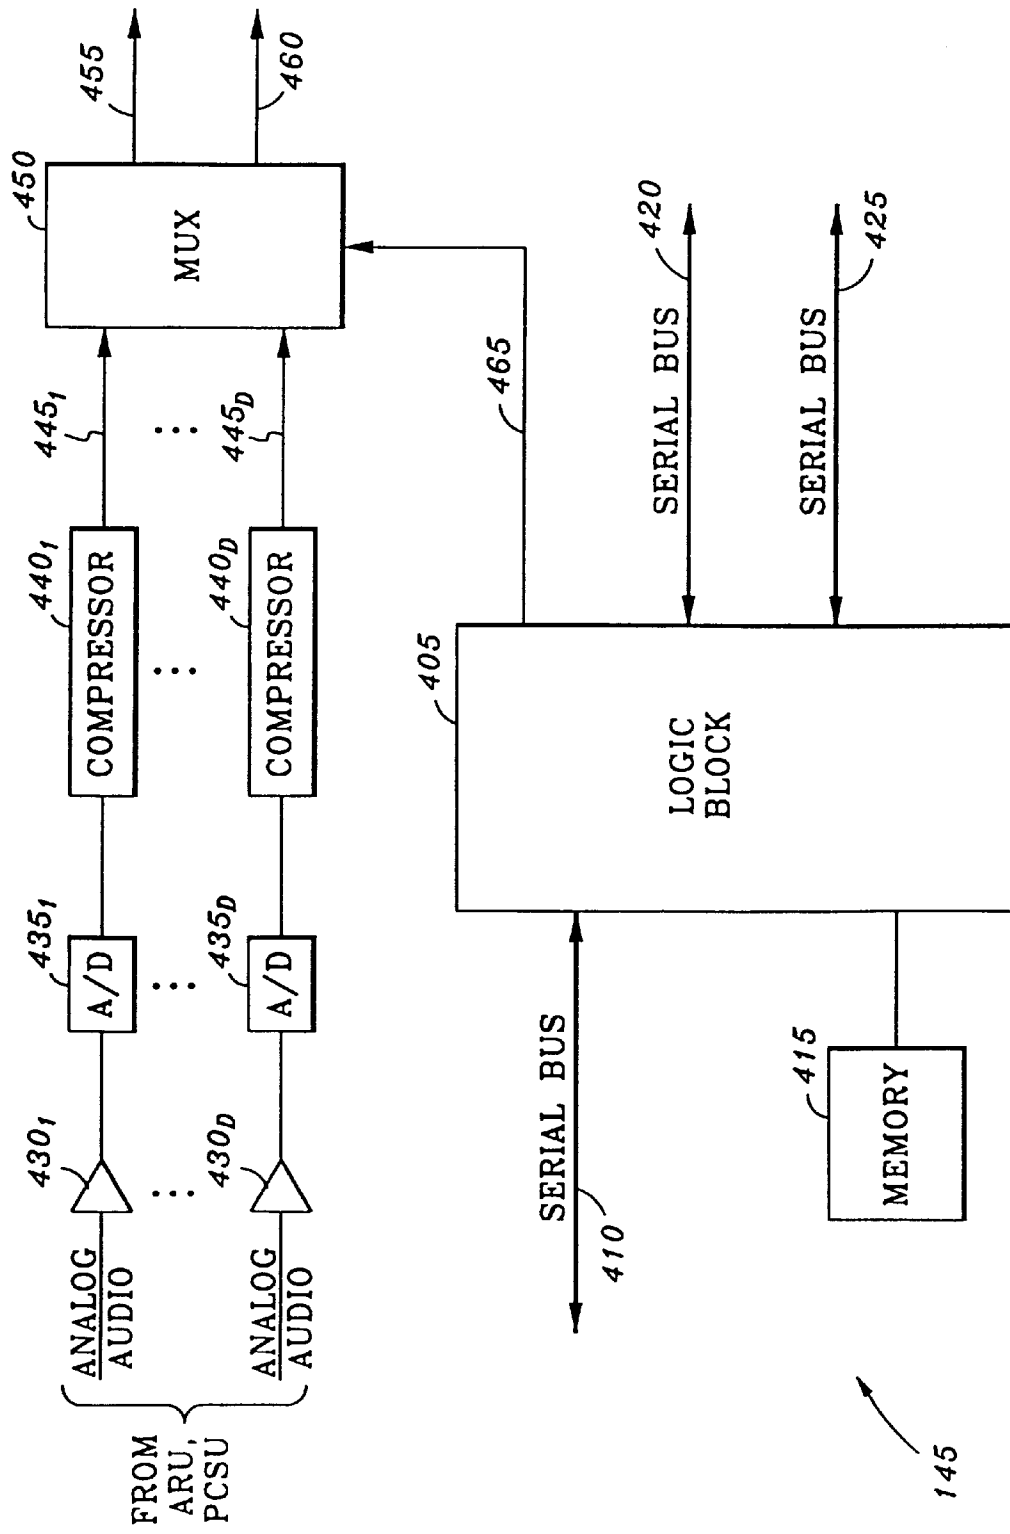 FROM
ARU,
PCSU
ANALOG
AUDIO
430₁
435₁
A/D
440₁
COMPRESSOR
445₁
450
MUX
455
460
...
...
...
...
ANALOG
AUDIO
430D
435D
A/D
440D
COMPRESSOR
445D
465
405
LOGIC
BLOCK
SERIAL BUS
410
SERIAL BUS
420
SERIAL BUS
425
415
MEMORY
145